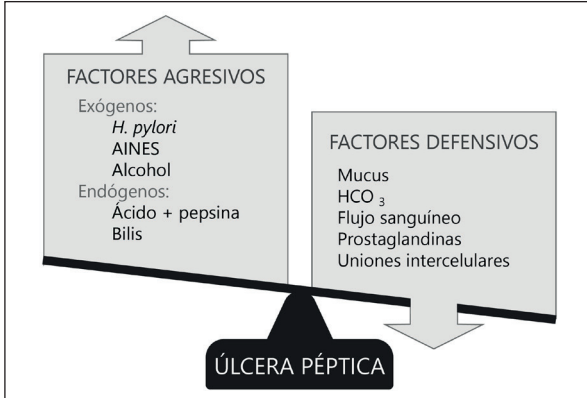 FACTORES AGRESIVOS
Exógenos:
H. pylori
AINES
Alcohol
Endógenos:
Ácido + pepsina
Bilis
FACTORES DEFENSIVOS
Mucus
HCO 3
Flujo sanguíneo
Prostaglandinas
Uniones intercelulares
ÚLCERA PÉPTICA